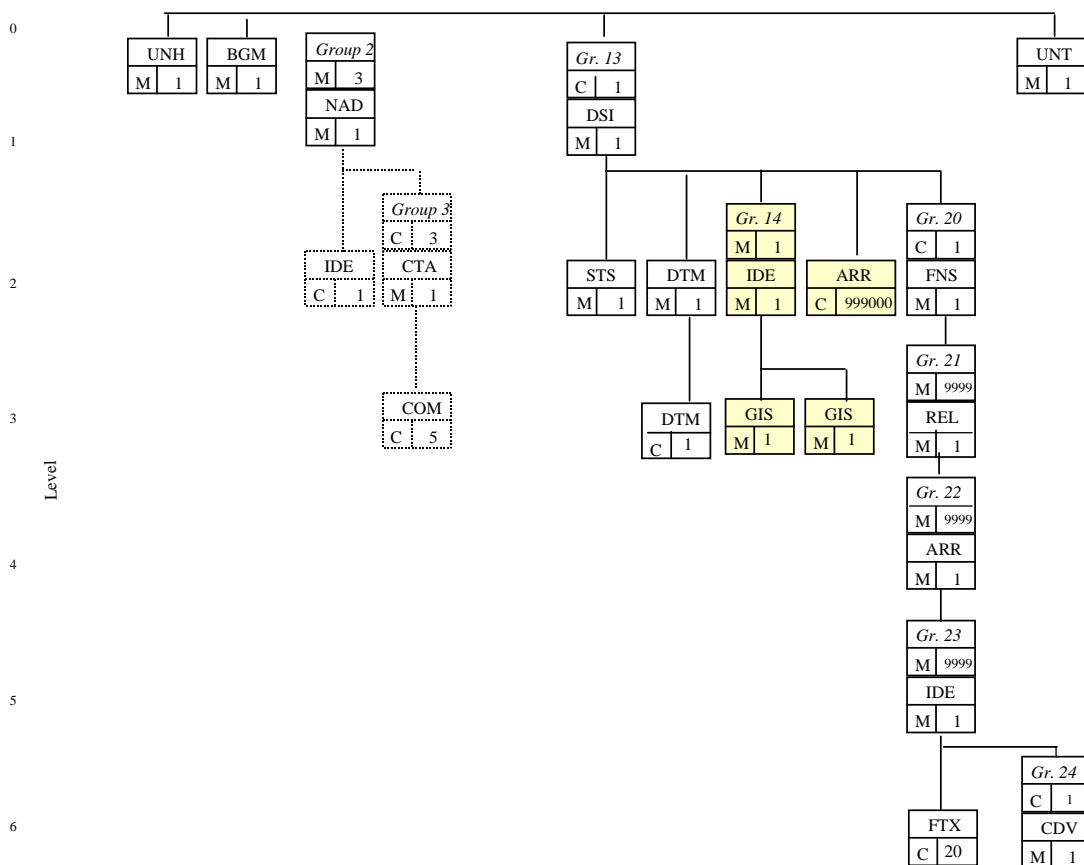 0
UNH
M 1
BGM
M 1
Group 2
M 3
NAD
M 1
Gr. 13
C 1
DSI
M 1
UNT
M 1
1
Group 3
C 3
Gr. 14
M 1
Gr. 20
C 1
2
IDE
C 1
CTA
M 1
STS
M 1
DTM
M 1
IDE
M 1
ARR
C 999000
FNS
M 1
Gr. 21
M 9999
3
COM
C 5
DTM
C 1
GIS
M 1
GIS
M 1
REL
M 1
Level
Gr. 22
M 9999
4
ARR
M 1
Gr. 23
M 9999
5
IDE
M 1
Gr. 24
C 1
6
FTX
C 20
CDV
M 1